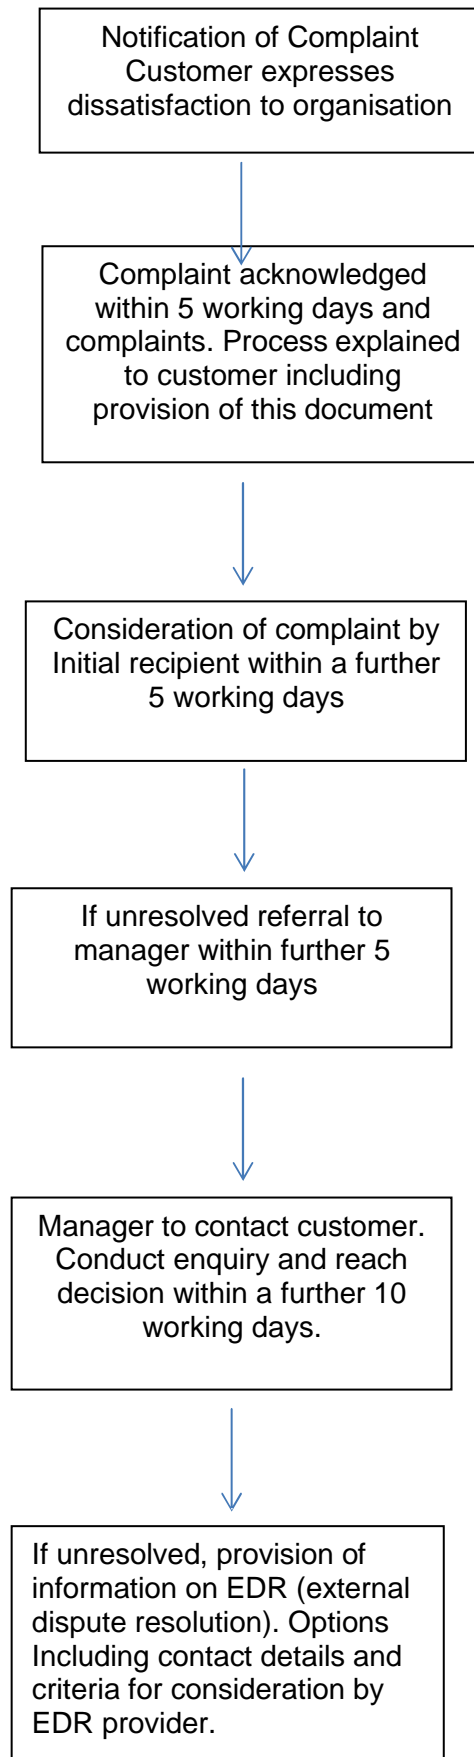 Notification of Complaint
Customer expresses
dissatisfaction to organisation
Complaint acknowledged
within 5 working days and
complaints. Process explained
to customer including
provision of this document
Consideration of complaint by
Initial recipient within a further
5 working days
If unresolved referral to
manager within further 5
working days
Manager to contact customer.
Conduct enquiry and reach
decision within a further 10
working days.
If unresolved, provision of
information on EDR (external
dispute resolution). Options
Including contact details and
criteria for consideration by
EDR provider.